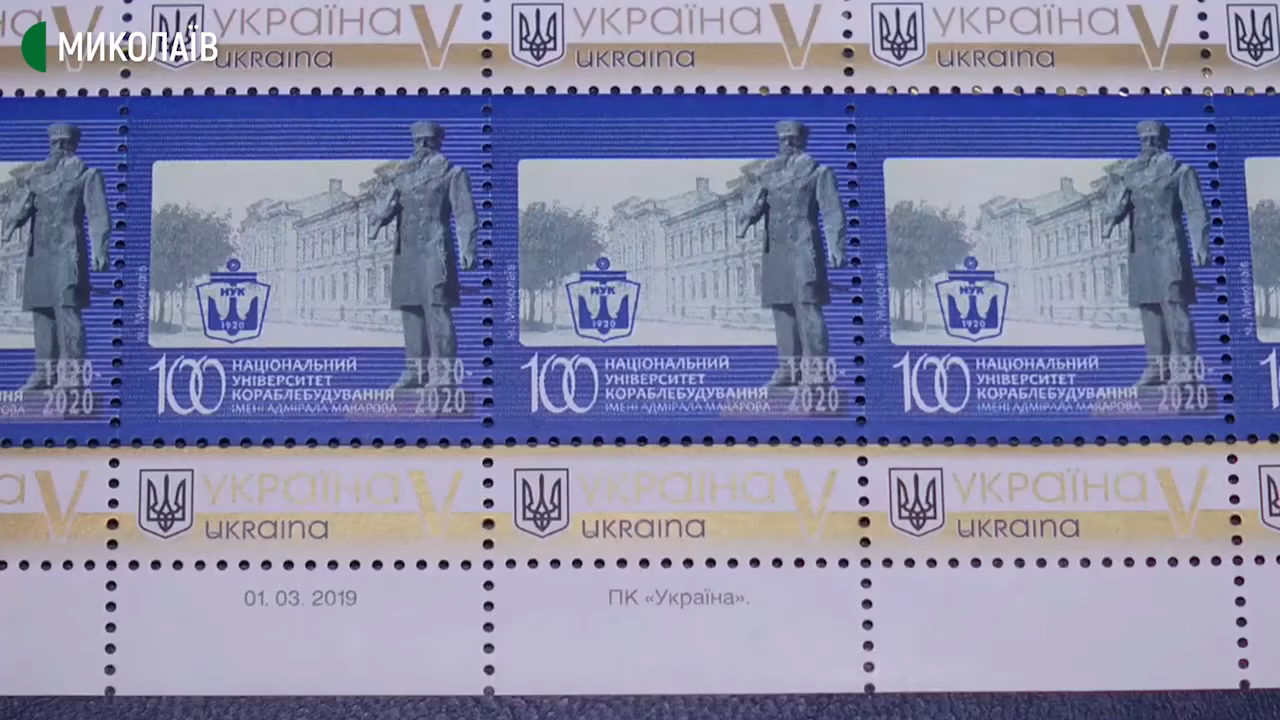 МИКОЛАЇВ
Україна V
Ukraina
Україна V
Ukraina
Україна V
Ukraina
НУК
1920
100 НАЦІОНАЛЬНИЙ
УНІВЕРСИТЕТ
КОРАБЛЕБУДУВАННЯ
ІМЕНІ АДМІРАЛА МАКАРОВА
1920-
2020
м. Миколаїв
НУК
1920
100 НАЦІОНАЛЬНИЙ
УНІВЕРСИТЕТ
КОРАБЛЕБУДУВАННЯ
ІМЕНІ АДМІРАЛА МАКАРОВА
1920-
2020
м. Миколаїв
НУК
1920
100 НАЦІОНАЛЬНИЙ
УНІВЕРСИТЕТ
КОРАБЛЕБУДУВАННЯ
ІМЕНІ АДМІРАЛА МАКАРОВА
1920-
2020
Україна V
Ukraina
Україна V
Ukraina
Україна V
Ukraina
01. 03. 2019
ПК «Україна».